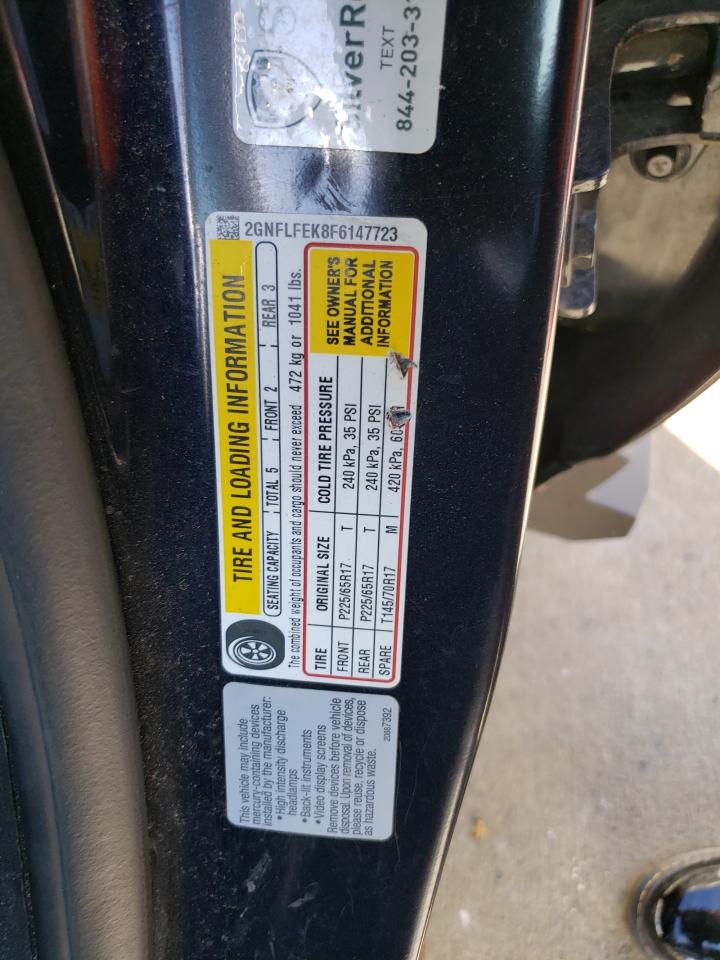 TEXT
844-203-31
2GNFLFEK8F6147723
TIRE AND LOADING INFORMATION
SEATING CAPACITY TOTAL 5 FRONT 2 REAR 3
The combined weight of occupants and cargo should never exceed 472 kg or 1041 lbs.
TIRE ORIGINAL SIZE COLD TIRE PRESSURE
FRONT P225/65R17 T 240 kPa, 35 PSI
REAR P225/65R17 T 240 kPa, 35 PSI
SPARE T145/70R17 M 420 kPa, 60
SEE OWNER'S
MANUAL FOR
ADDITIONAL
INFORMATION
This vehicle may include
mercury-containing devices
installed by the manufacturer:
• High intensity discharge
headlamps
• Back-lit instruments
• Video display screens
Remove devices before vehicle
disposal. Upon removal of devices,
please reuse, recycle or dispose
as hazardous waste.
20887392